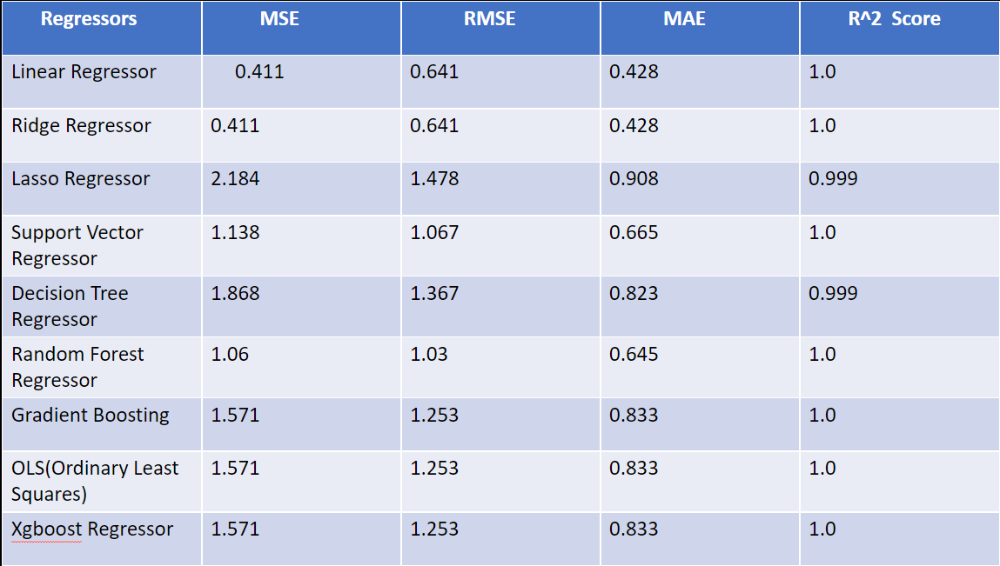 Regressors MSE RMSE MAE R^2 Score
Linear Regressor 0.411 0.641 0.428 1.0
Ridge Regressor 0.411 0.641 0.428 1.0
Lasso Regressor 2.184 1.478 0.908 0.999
Support Vector 1.138 1.067 0.665 1.0
Regressor
Decision Tree 1.868 1.367 0.823 0.999
Regressor
Random Forest 1.06 1.03 0.645 1.0
Regressor
Gradient Boosting 1.571 1.253 0.833 1.0
OLS(Ordinary Least 1.571 1.253 0.833 1.0
Squares)
Xgboost Regressor 1.571 1.253 0.833 1.0